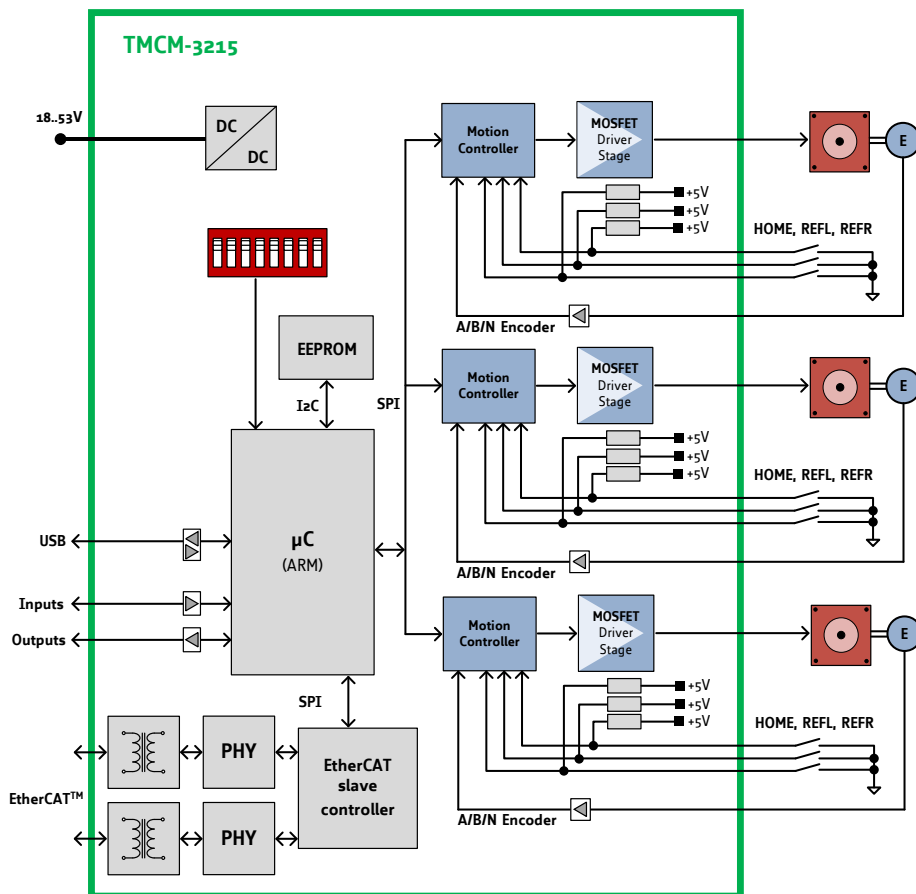 TMCM-3215
18..53V
DC
DC
EEPROM
I2C
SPI
µC
(ARM)
USB
Inputs
Outputs
SPI
EtherCAT™
PHY
PHY
EtherCAT
slave
controller
Motion
Controller
MOSFET
Driver
Stage
E
+5V
+5V
+5V
HOME, REFL, REFR
A/B/N Encoder
Motion
Controller
MOSFET
Driver
Stage
E
+5V
+5V
+5V
HOME, REFL, REFR
A/B/N Encoder
Motion
Controller
MOSFET
Driver
Stage
E
+5V
+5V
+5V
HOME, REFL, REFR
A/B/N Encoder